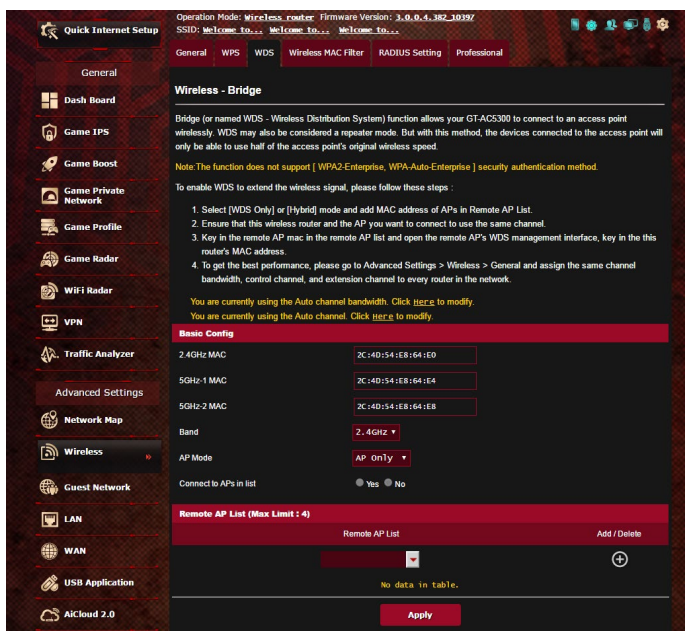 Quick Internet Setup
General
Dash Board
Game IPS
Game Boost
Game Private
Network
Game Profile
Game Radar
WiFi Radar
VPN
Traffic Analyzer
Advanced Settings
Network Map
Wireless
Guest Network
LAN
WAN
USB Application
AiCloud 2.0
Operation Mode: Wireless router Firmware Version: 3.0.0.4.382_10397
SSID: Welcome to... Welcome to... Welcome to...
General WPS WDS Wireless MAC Filter RADIUS Setting Professional
Wireless - Bridge
Bridge (or named WDS - Wireless Distribution System) function allows your GT-AC5300 to connect to an access point
wirelessly. WDS may also be considered a repeater mode. But with this method, the devices connected to the access point will
only be able to use half of the access point's original wireless speed.
Note:The function does not support [ WPA2-Enterprise, WPA-Auto-Enterprise ] security authentication method.
To enable WDS to extend the wireless signal, please follow these steps :
1. Select [WDS Only] or [Hybrid] mode and add MAC address of APs in Remote AP List.
2. Ensure that this wireless router and the AP you want to connect to use the same channel.
3. Key in the remote AP mac in the remote AP list and open the remote AP's WDS management interface, key in the this
router's MAC address.
4. To get the best performance, please go to Advanced Settings > Wireless > General and assign the same channel
bandwidth, control channel, and extension channel to every router in the network.
You are currently using the Auto channel bandwidth. Click Here to modify.
You are currently using the Auto channel. Click Here to modify.
Basic Config
2.4GHz MAC 2C:4D:54:E8:64:E0
5GHz-1 MAC 2C:4D:54:E8:64:E4
5GHz-2 MAC 2C:4D:54:E8:64:E8
Band 2.4GHz
AP Mode AP Only
Connect to APs in list Yes No
Remote AP List (Max Limit : 4)
Remote AP List Add / Delete
No data in table.
Apply